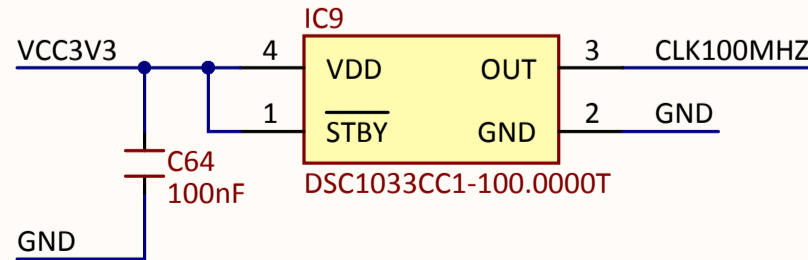 IC9
VCC3V3 4 VDD OUT 3 CLK100MHZ
1 STBY GND 2 GND
C64
100nF
DSC1033CC1-100.0000T
GND